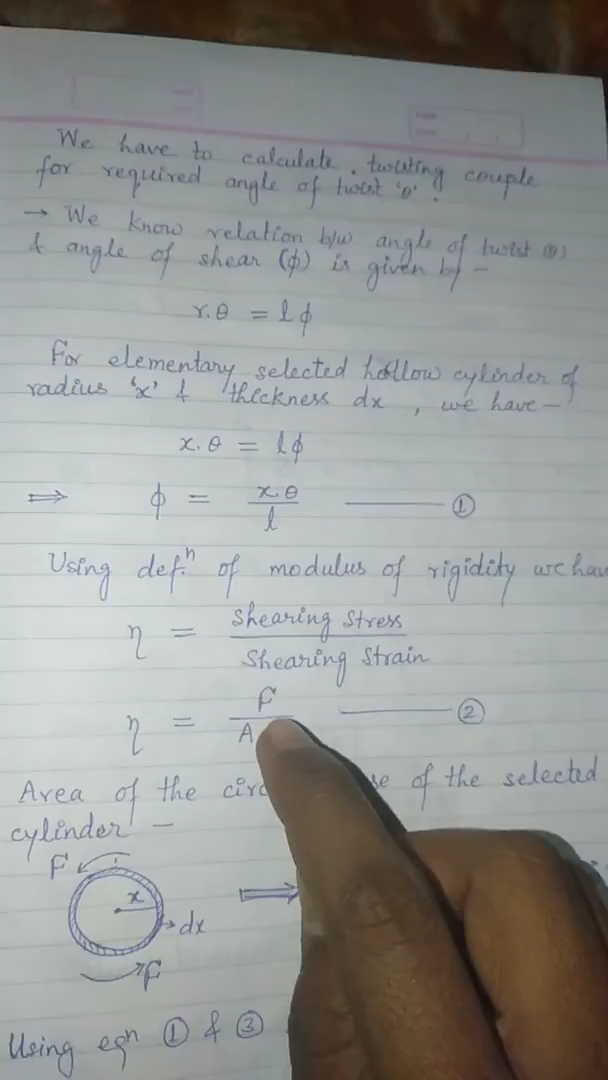 We have to calculate . twisting couple
for required angle of twist 'θ'.
→ We know relation b/w angle of twist (θ)
& angle of shear (ϕ) is given by –
r.θ = lϕ
For elementary selected hollow cylinder of
radius 'x' & thickness dx , we have –
x.θ = lϕ
⇒ ϕ = x.θ / l ——— ①
Using defⁿ. of modulus of rigidity we hav
η = Shearing Stress / Shearing Strain
η = F / A ——— ②
Area of the of the selected
cylinder –
F
x
dx
F
⇒
Using eqⁿ ① & ③